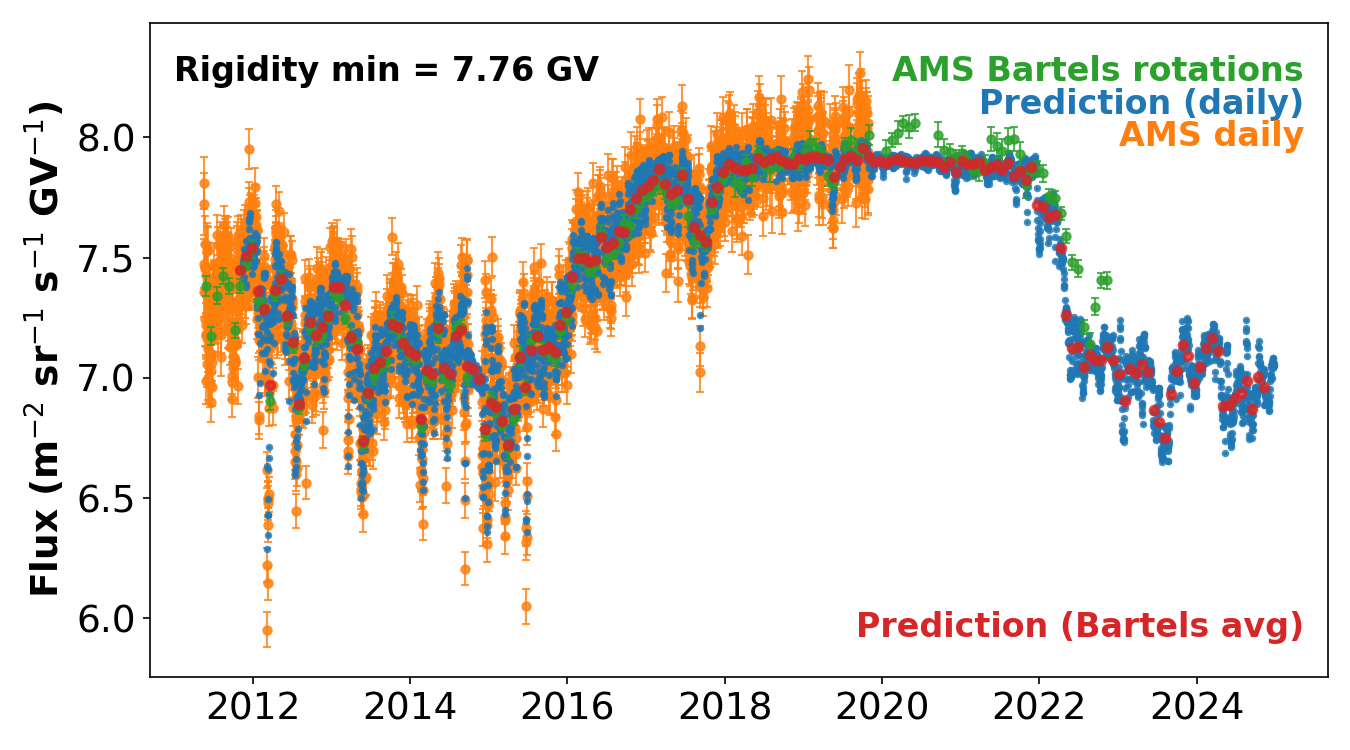 Rigidity min = 7.76 GV
AMS Bartels rotations
Prediction (daily)
AMS daily
Prediction (Bartels avg)
Flux (m⁻² sr⁻¹ s⁻¹ GV⁻¹)
8.0
7.5
7.0
6.5
6.0
2012 2014 2016 2018 2020 2022 2024